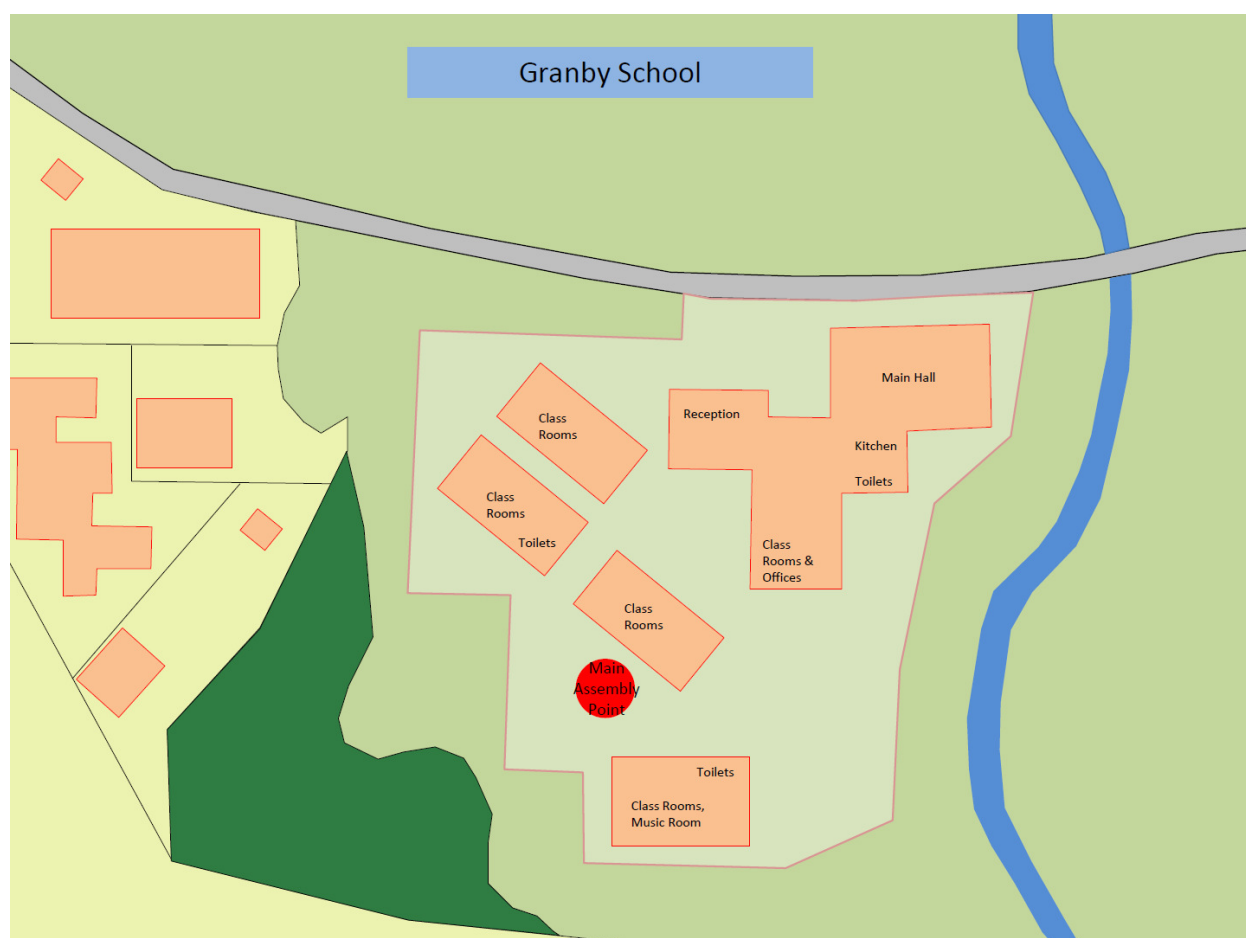 Granby School
Main Hall
Class
Rooms
Reception
Kitchen
Toilets
Class
Rooms
Toilets
Class
Rooms &
Offices
Class
Rooms
Main
Assembly
Point
Toilets
Class Rooms,
Music Room